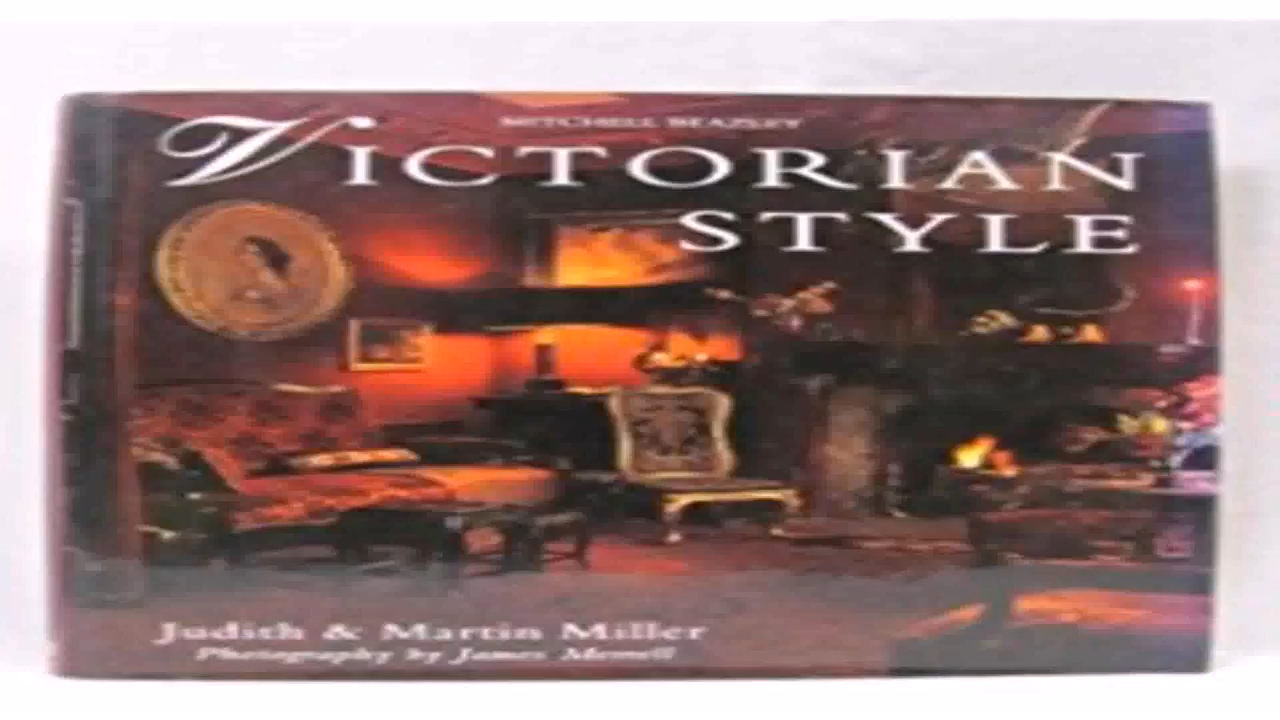 MITCHELL BEAZLEY
VICTORIAN
STYLE
Judith & Martin Miller
Photography by James Merrell